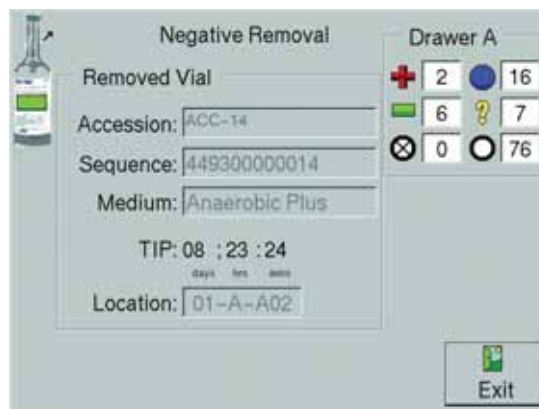 Negative Removal
Drawer A
Removed Vial
2 16
6 7
0 76
Accession: ACC-14
Sequence: 449300000014
Medium: Anaerobic Plus
TIP: 08 ; 23 : 24
days hrs mins
Location: 01-A-A02
Exit